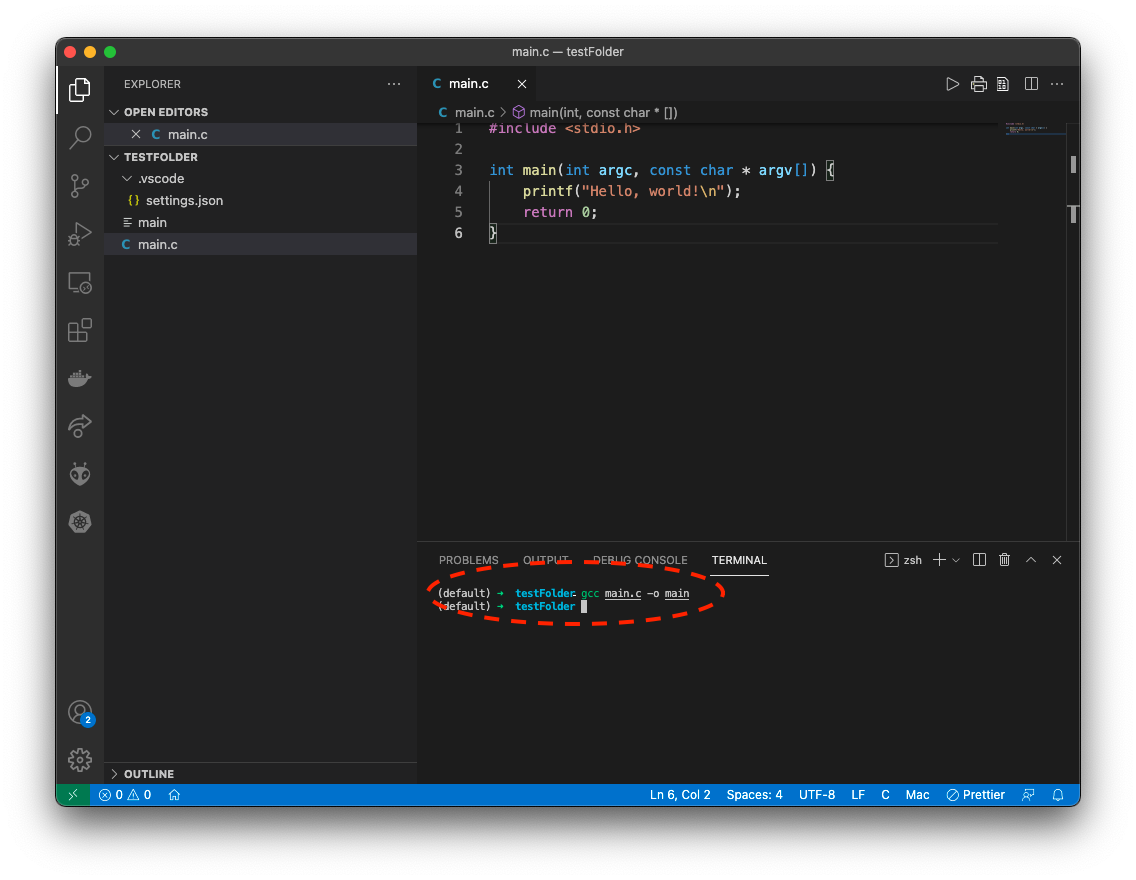 main.c — testFolder
EXPLORER
OPEN EDITORS
C main.c
TESTFOLDER
.vscode
{} settings.json
main
C main.c
OUTLINE
C main.c
C main.c > main(int, const char * [])
1 #include <stdio.h>
2
3 int main(int argc, const char * argv[]) {
4 printf("Hello, world!\n");
5 return 0;
6 }
PROBLEMS OUTPUT DEBUG CONSOLE TERMINAL zsh
(default) ➜ testFolder gcc main.c -o main
(default) ➜ testFolder
2
0 0 Ln 6, Col 2 Spaces: 4 UTF-8 LF C Mac Prettier